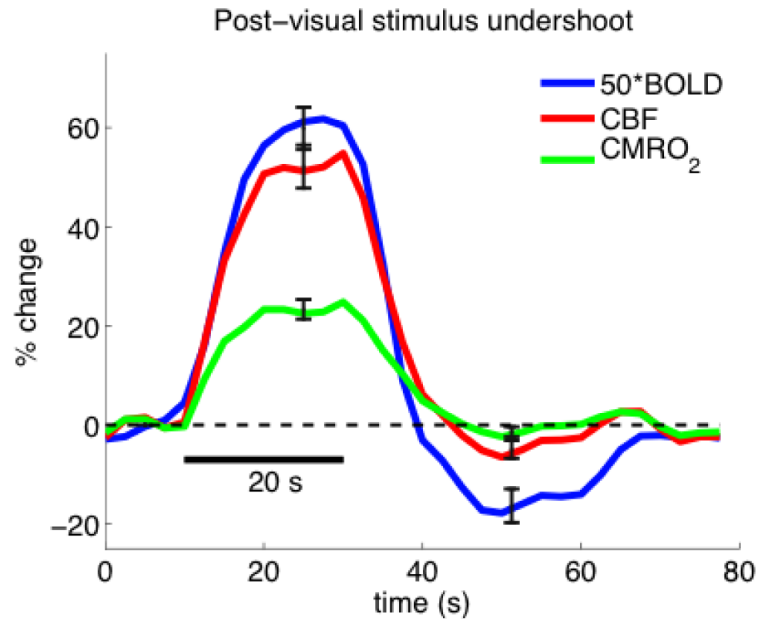 Post-visual stimulus undershoot
50*BOLD
CBF
CMRO2
% change
60
40
20
0
-20
20 s
0 20 40 60 80
time (s)